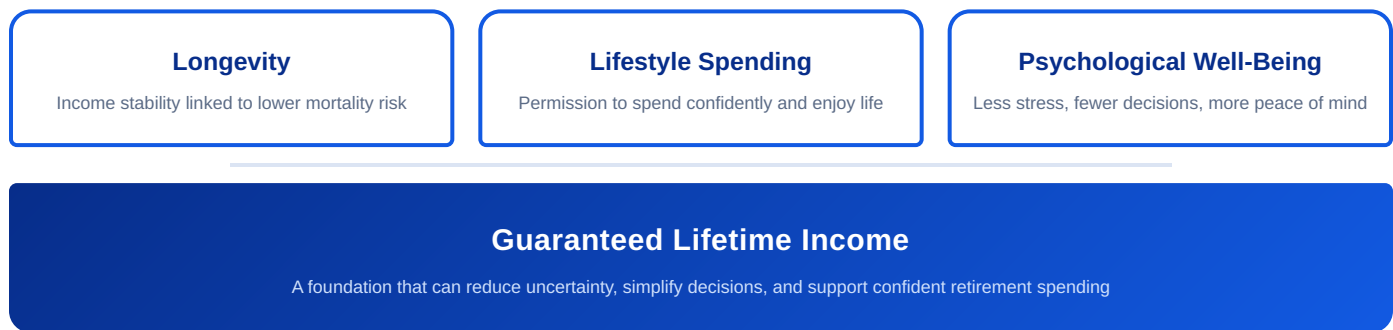 Longevity
Income stability linked to lower mortality risk
Lifestyle Spending
Permission to spend confidently and enjoy life
Psychological Well-Being
Less stress, fewer decisions, more peace of mind
Guaranteed Lifetime Income
A foundation that can reduce uncertainty, simplify decisions, and support confident retirement spending